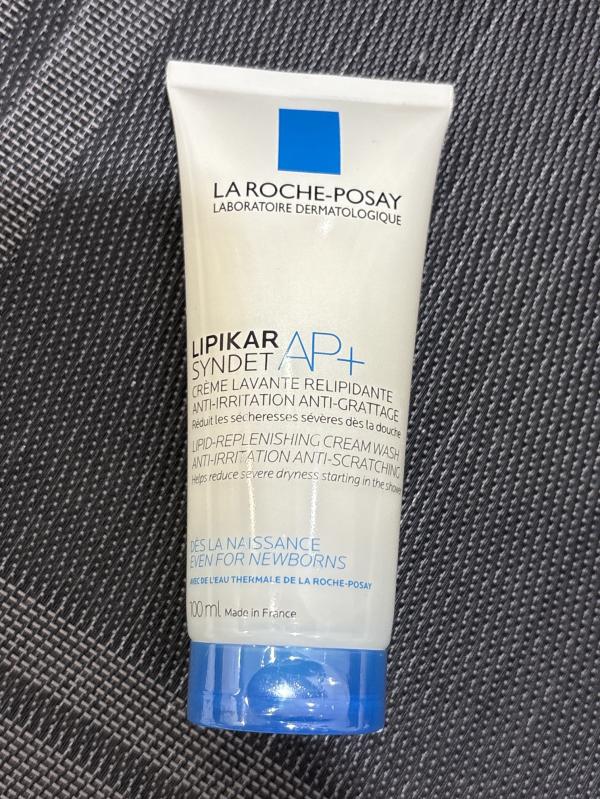 LA ROCHE-POSAY
LABORATOIRE DERMATOLOGIQUE
LIPIKAR
SYNDET AP+
CRÈME LAVANTE RELIPIDANTE
ANTI-IRRITATION ANTI-GRATTAGE
Réduit les sécheresses sévères dès la douche
LIPID-REPLENISHING CREAM WASH
ANTI-IRRITATION ANTI-SCRATCHING
Helps reduce severe dryness starting in the shower
DÈS LA NAISSANCE
EVEN FOR NEWBORNS
AVEC DE L'EAU THERMALE DE LA ROCHE-POSAY
100 ml Made in France